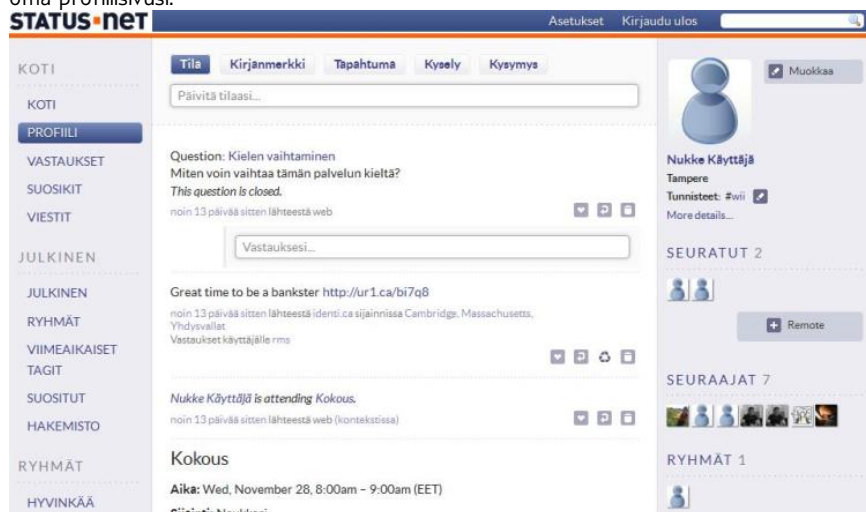 oma profiilisivusi.
STATUS•net
Asetukset Kirjaudu ulos
KOTI
KOTI
PROFIILI
VASTAUKSET
SUOSIKIT
VIESTIT
JULKINEN
JULKINEN
RYHMÄT
VIIMEAIKAISET
TAGIT
SUOSITUT
HAKEMISTO
RYHMÄT
HYVINKÄÄ
Tila Kirjanmerkki Tapahtuma Kysely Kysymys
Päivitä tilaasi...
Question: Kielen vaihtaminen
Miten voin vaihtaa tämän palvelun kieltä?
This question is closed.
noin 13 päivää sitten lähteestä web
Vastauksesi...
Great time to be a bankster http://ur1.ca/bi7q8
noin 13 päivää sitten lähteestä identi.ca sijainnissa Cambridge, Massachusetts,
Yhdysvallat
Vastaukset käyttäjälle rms
Nukke Käyttäjä is attending Kokous.
noin 13 päivää sitten lähteestä web (kontekstissa)
Kokous
Aika: Wed, November 28, 8:00am – 9:00am (EET)
Muokkaa
Nukke Käyttäjä
Tampere
Tunnisteet: #wii
More details...
SEURATUT 2
Remote
SEURAAJAT 7
RYHMÄT 1